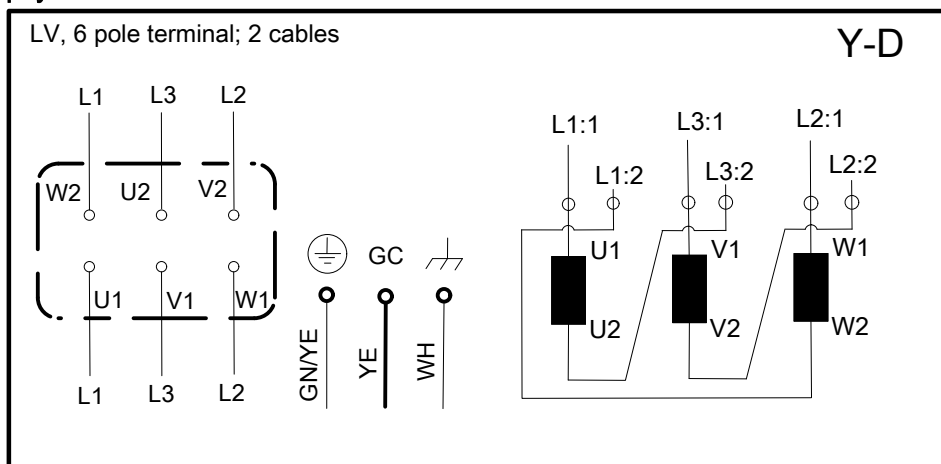 LV, 6 pole terminal; 2 cables
Y-D
L1 L3 L2
W2 U2 V2
U1 V1 W1
L1 L3 L2
GC
GN/YE
YE
WH
L1:1 L3:1 L2:1
L1:2 L3:2 L2:2
U1 V1 W1
U2 V2 W2